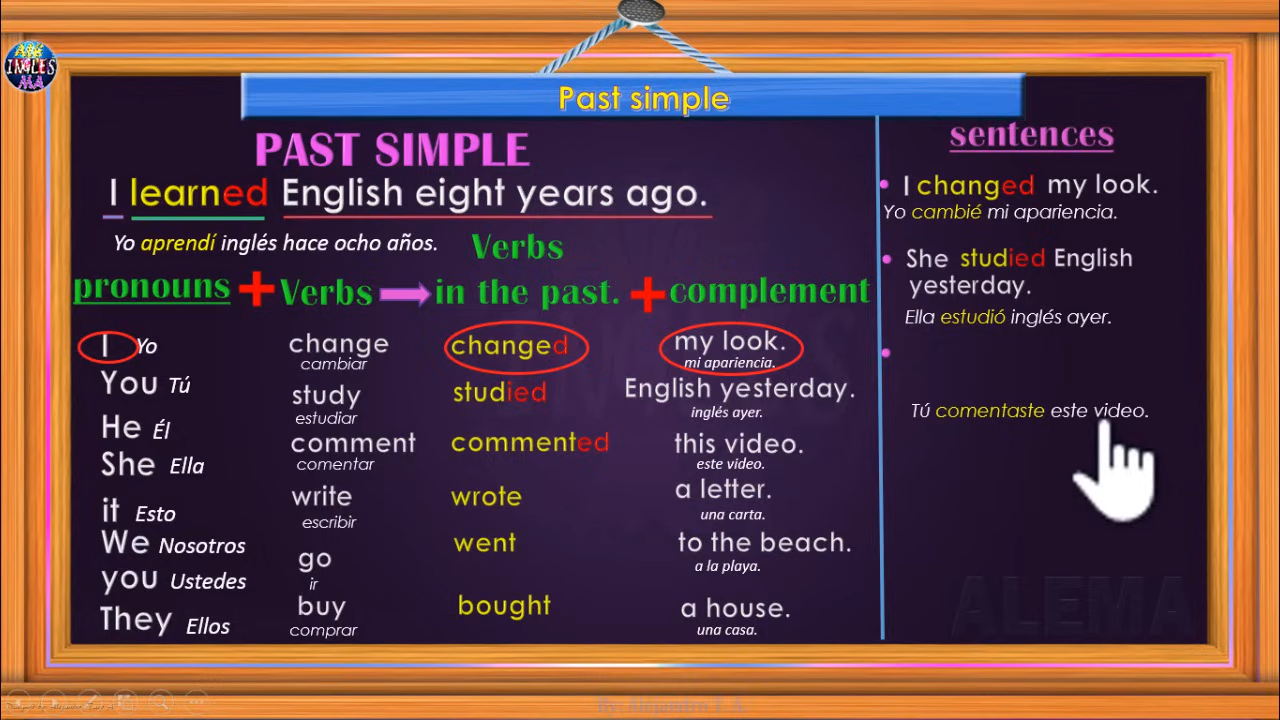 ABC
INGLES
MA
Past simple
PAST SIMPLE
I learned English eight years ago.
Yo aprendí inglés hace ocho años.
pronouns + Verbs → Verbs in the past. + complement
I Yo change changed my look.
cambiar mi apariencia.
You Tú study studied English yesterday.
estudiar inglés ayer.
He Él comment commented this video.
She Ella comentar este video.
it Esto write wrote a letter.
escribir una carta.
We Nosotros go went to the beach.
you Ustedes ir a la playa.
They Ellos buy bought a house.
comprar una casa.
sentences
• I changed my look.
Yo cambié mi apariencia.
• She studied English
yesterday.
Ella estudió inglés ayer.
•
Tú comentaste este video.
ALEMA